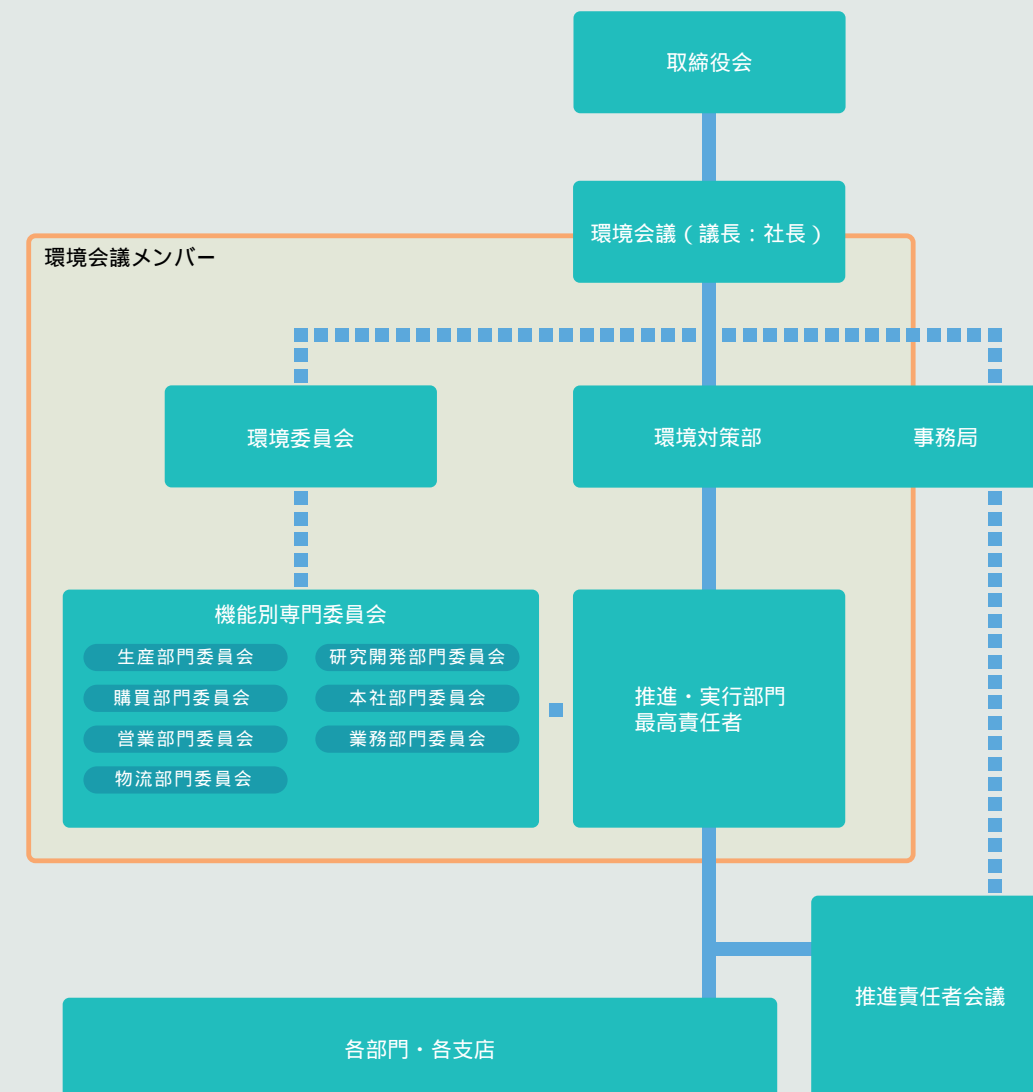 取締役会
環境会議（議長：社長）
環境会議メンバー
環境委員会
環境対策部
事務局
機能別専門委員会
生産部門委員会
研究開発部門委員会
購買部門委員会
本社部門委員会
営業部門委員会
業務部門委員会
物流部門委員会
推進・実行部門
最高責任者
推進責任者会議
各部門・各支店